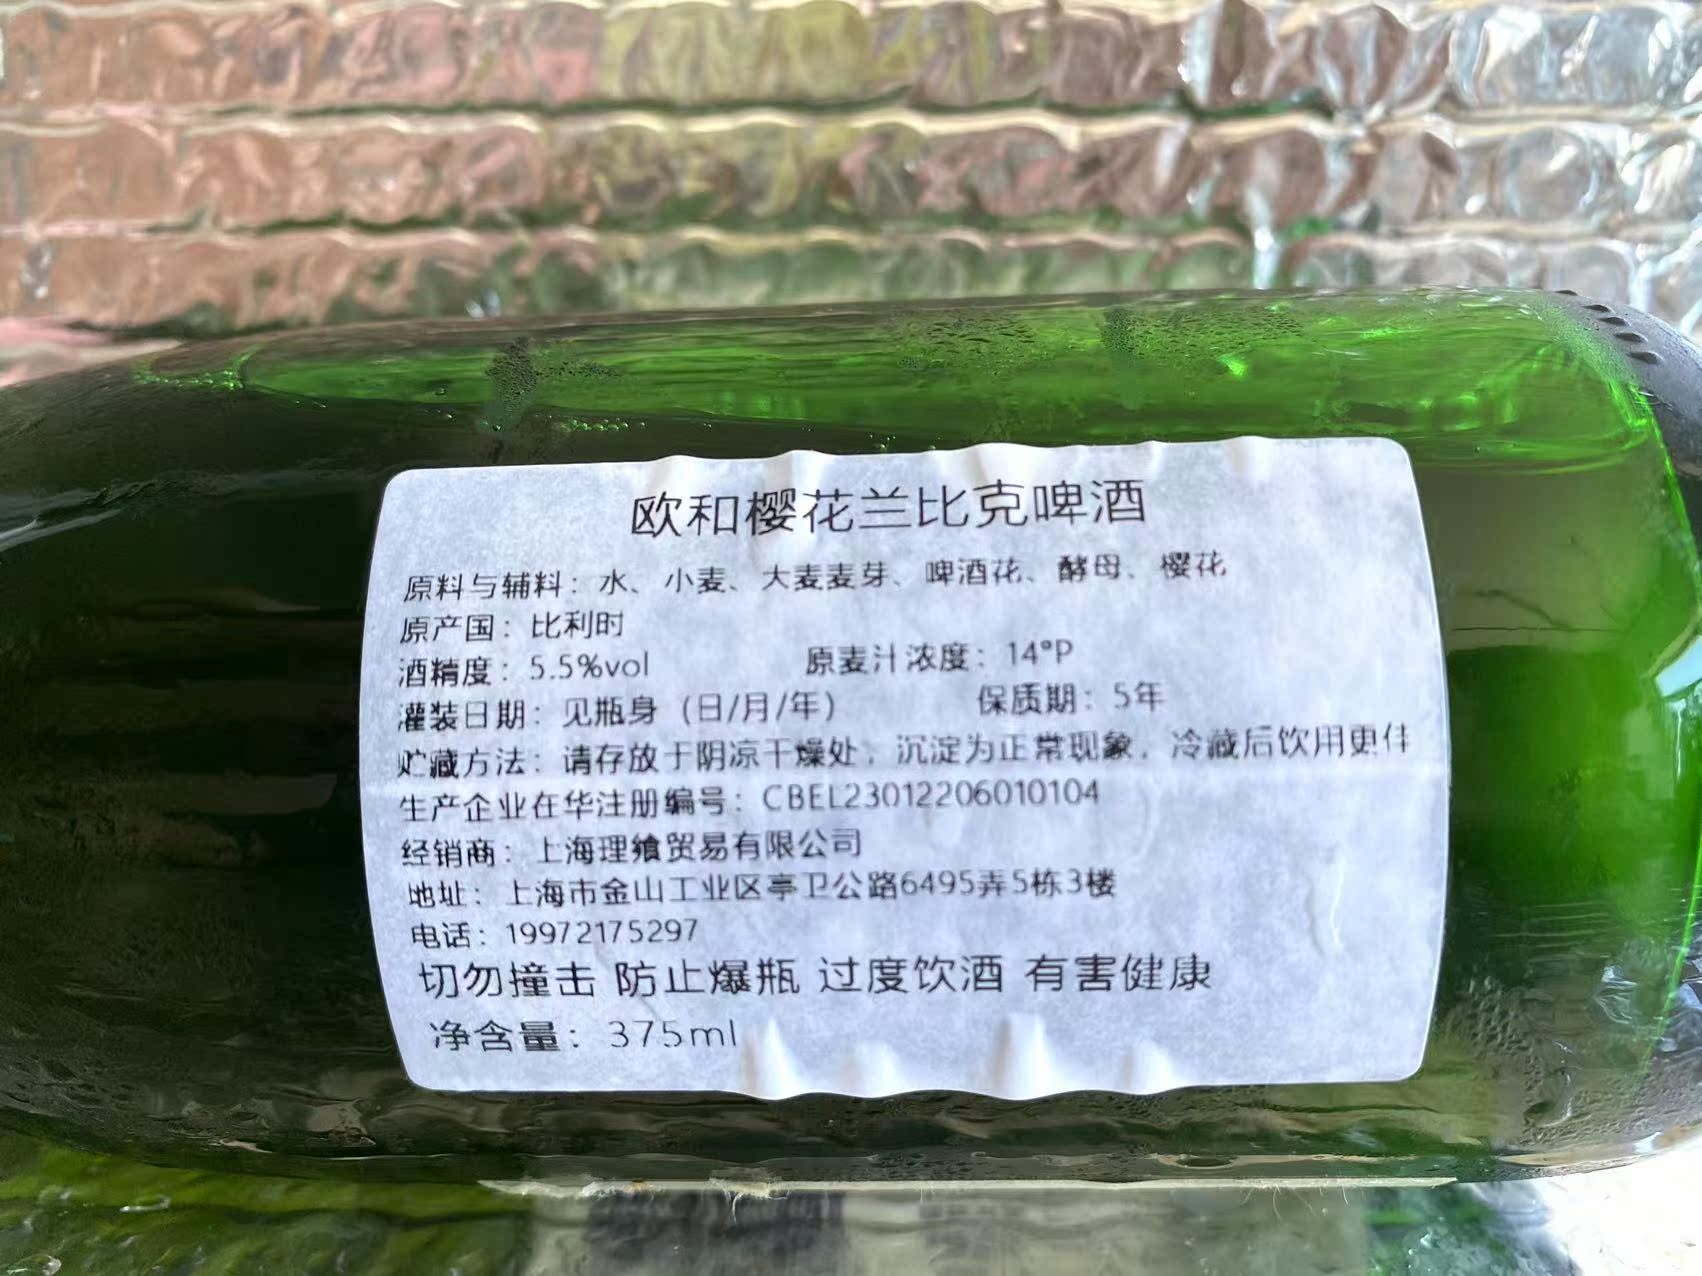 欧和樱花兰比克啤酒
原料与辅料：水、小麦、大麦麦芽、啤酒花、酵母、樱花
原产国：比利时
酒精度：5.5%vol 原麦汁浓度：14°P
灌装日期：见瓶身（日/月/年） 保质期：5年
贮藏方法：请存放于阴凉干燥处，沉淀为正常现象，冷藏后饮用更佳
生产企业在华注册编号：CBEL23012206010104
经销商：上海理飨贸易有限公司
地址：上海市金山工业区亭卫公路6495弄5栋3楼
电话：19972175297
切勿撞击 防止爆瓶 过度饮酒 有害健康
净含量：375ml